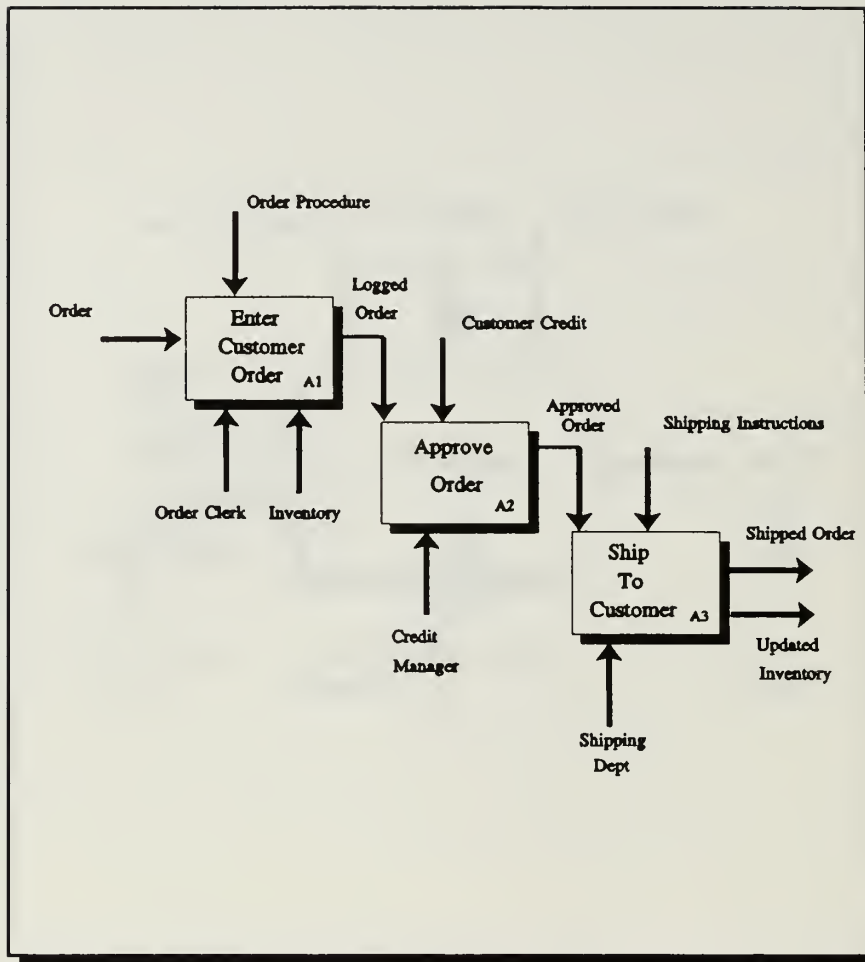 Order Procedure
Order
Enter
Customer
Order
A1
Logged
Order
Customer Credit
Order Clerk
Inventory
Approve
Order
A2
Approved
Order
Shipping Instructions
Credit
Manager
Ship
To
Customer
A3
Shipped Order
Updated
Inventory
Shipping
Dept